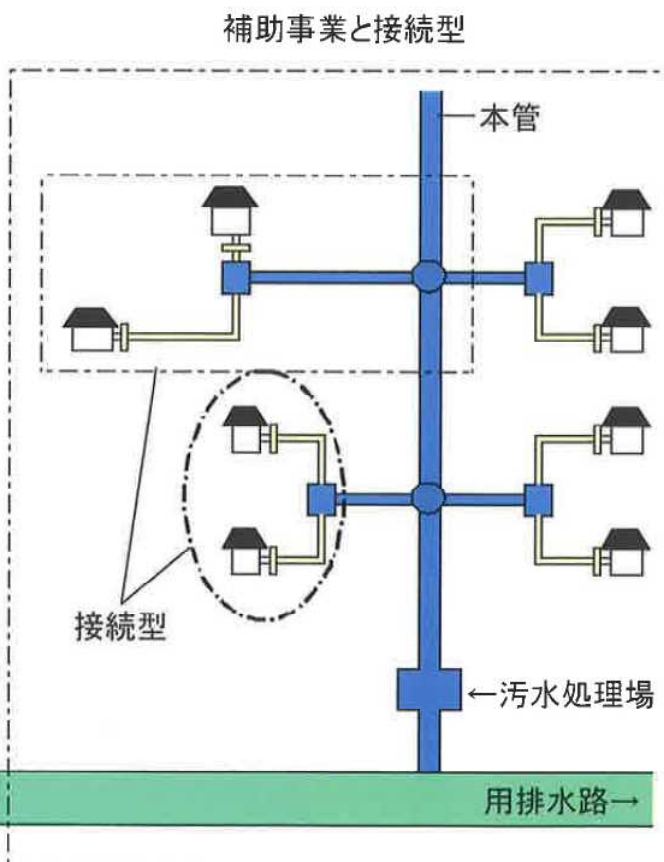 補助事業と接続型
本管
接続型
←汚水処理場
用排水路→